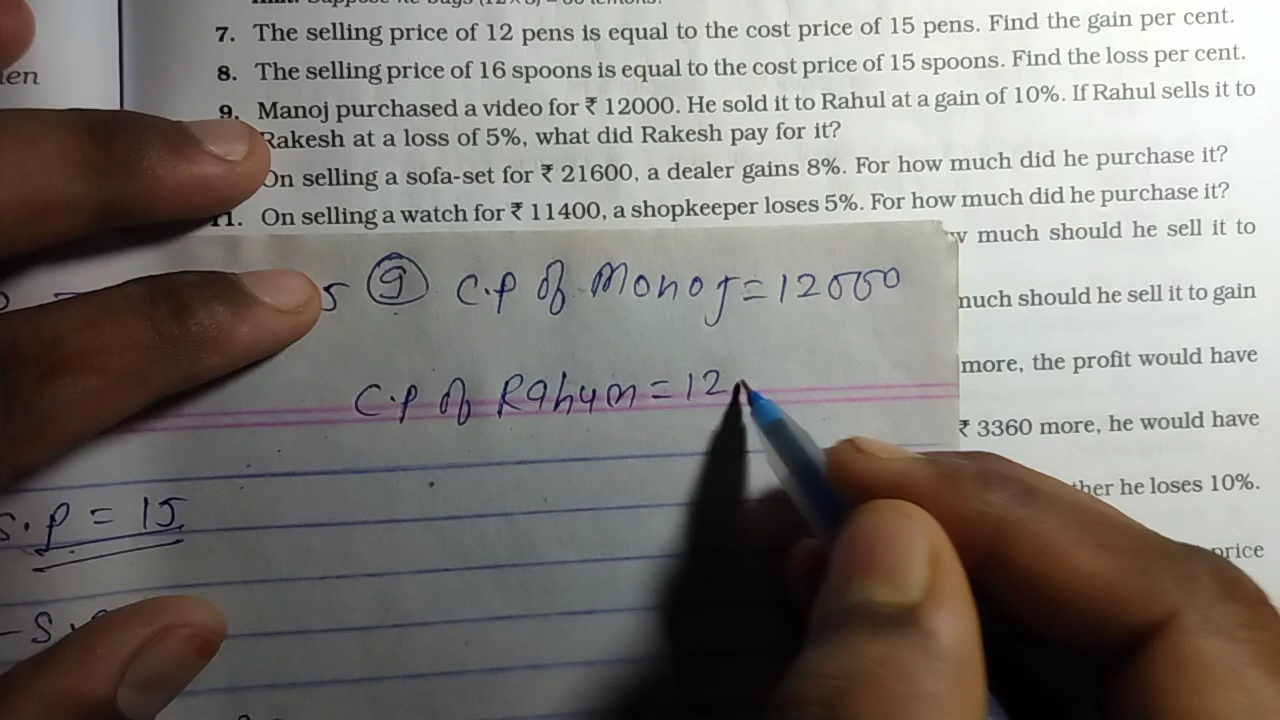 7. The selling price of 12 pens is equal to the cost price of 15 pens. Find the gain per cent.
8. The selling price of 16 spoons is equal to the cost price of 15 spoons. Find the loss per cent.
9. Manoj purchased a video for ₹ 12000. He sold it to Rahul at a gain of 10%. If Rahul sells it to
Rakesh at a loss of 5%, what did Rakesh pay for it?
On selling a sofa-set for ₹ 21600, a dealer gains 8%. For how much did he purchase it?
11. On selling a watch for ₹ 11400, a shopkeeper loses 5%. For how much did he purchase it?
much should he sell it to
much should he sell it to gain
more, the profit would have
₹ 3360 more, he would have
he loses 10%.
price
5 9 C.P of Monoj = 12000
C.P of Rahum = 12
S.P = 15